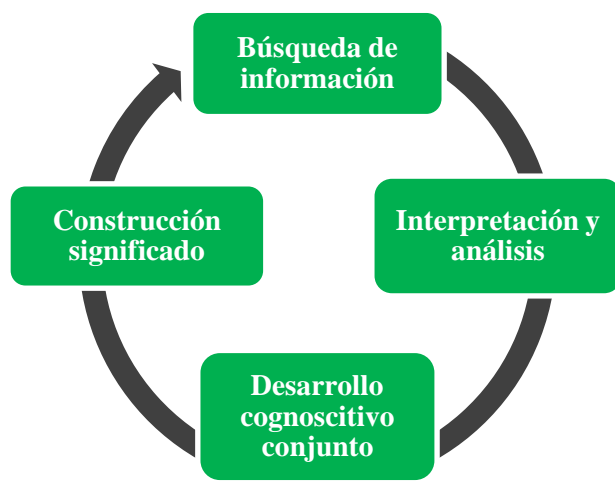 Búsqueda de
información
Interpretación y
análisis
Desarrollo
cognoscitivo
conjunto
Construcción
significado